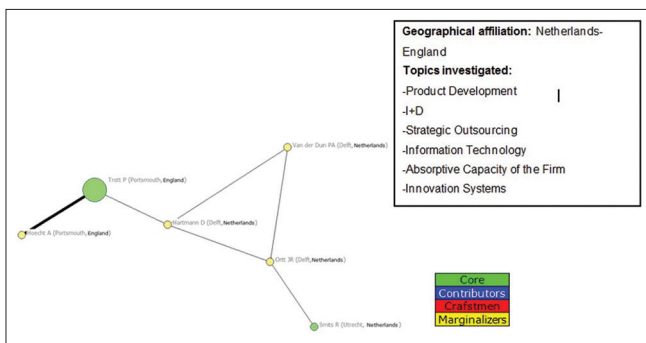 Geographical affiliation: Netherlands-
England
Topics investigated:
-Product Development
-I+D
-Strategic Outsourcing
-Information Technology
-Absorptive Capacity of the Firm
-Innovation Systems
Van der Duin PA (Delft, Netherlands)
Trott P (Portsmouth, England)
Hartmann D (Delft, Netherlands)
Hoecht A (Portsmouth, England)
Ortt JR (Delft, Netherlands)
Smits R (Utrecht, Netherlands)
Core
Contributors
Crafstmen
Marginalizers